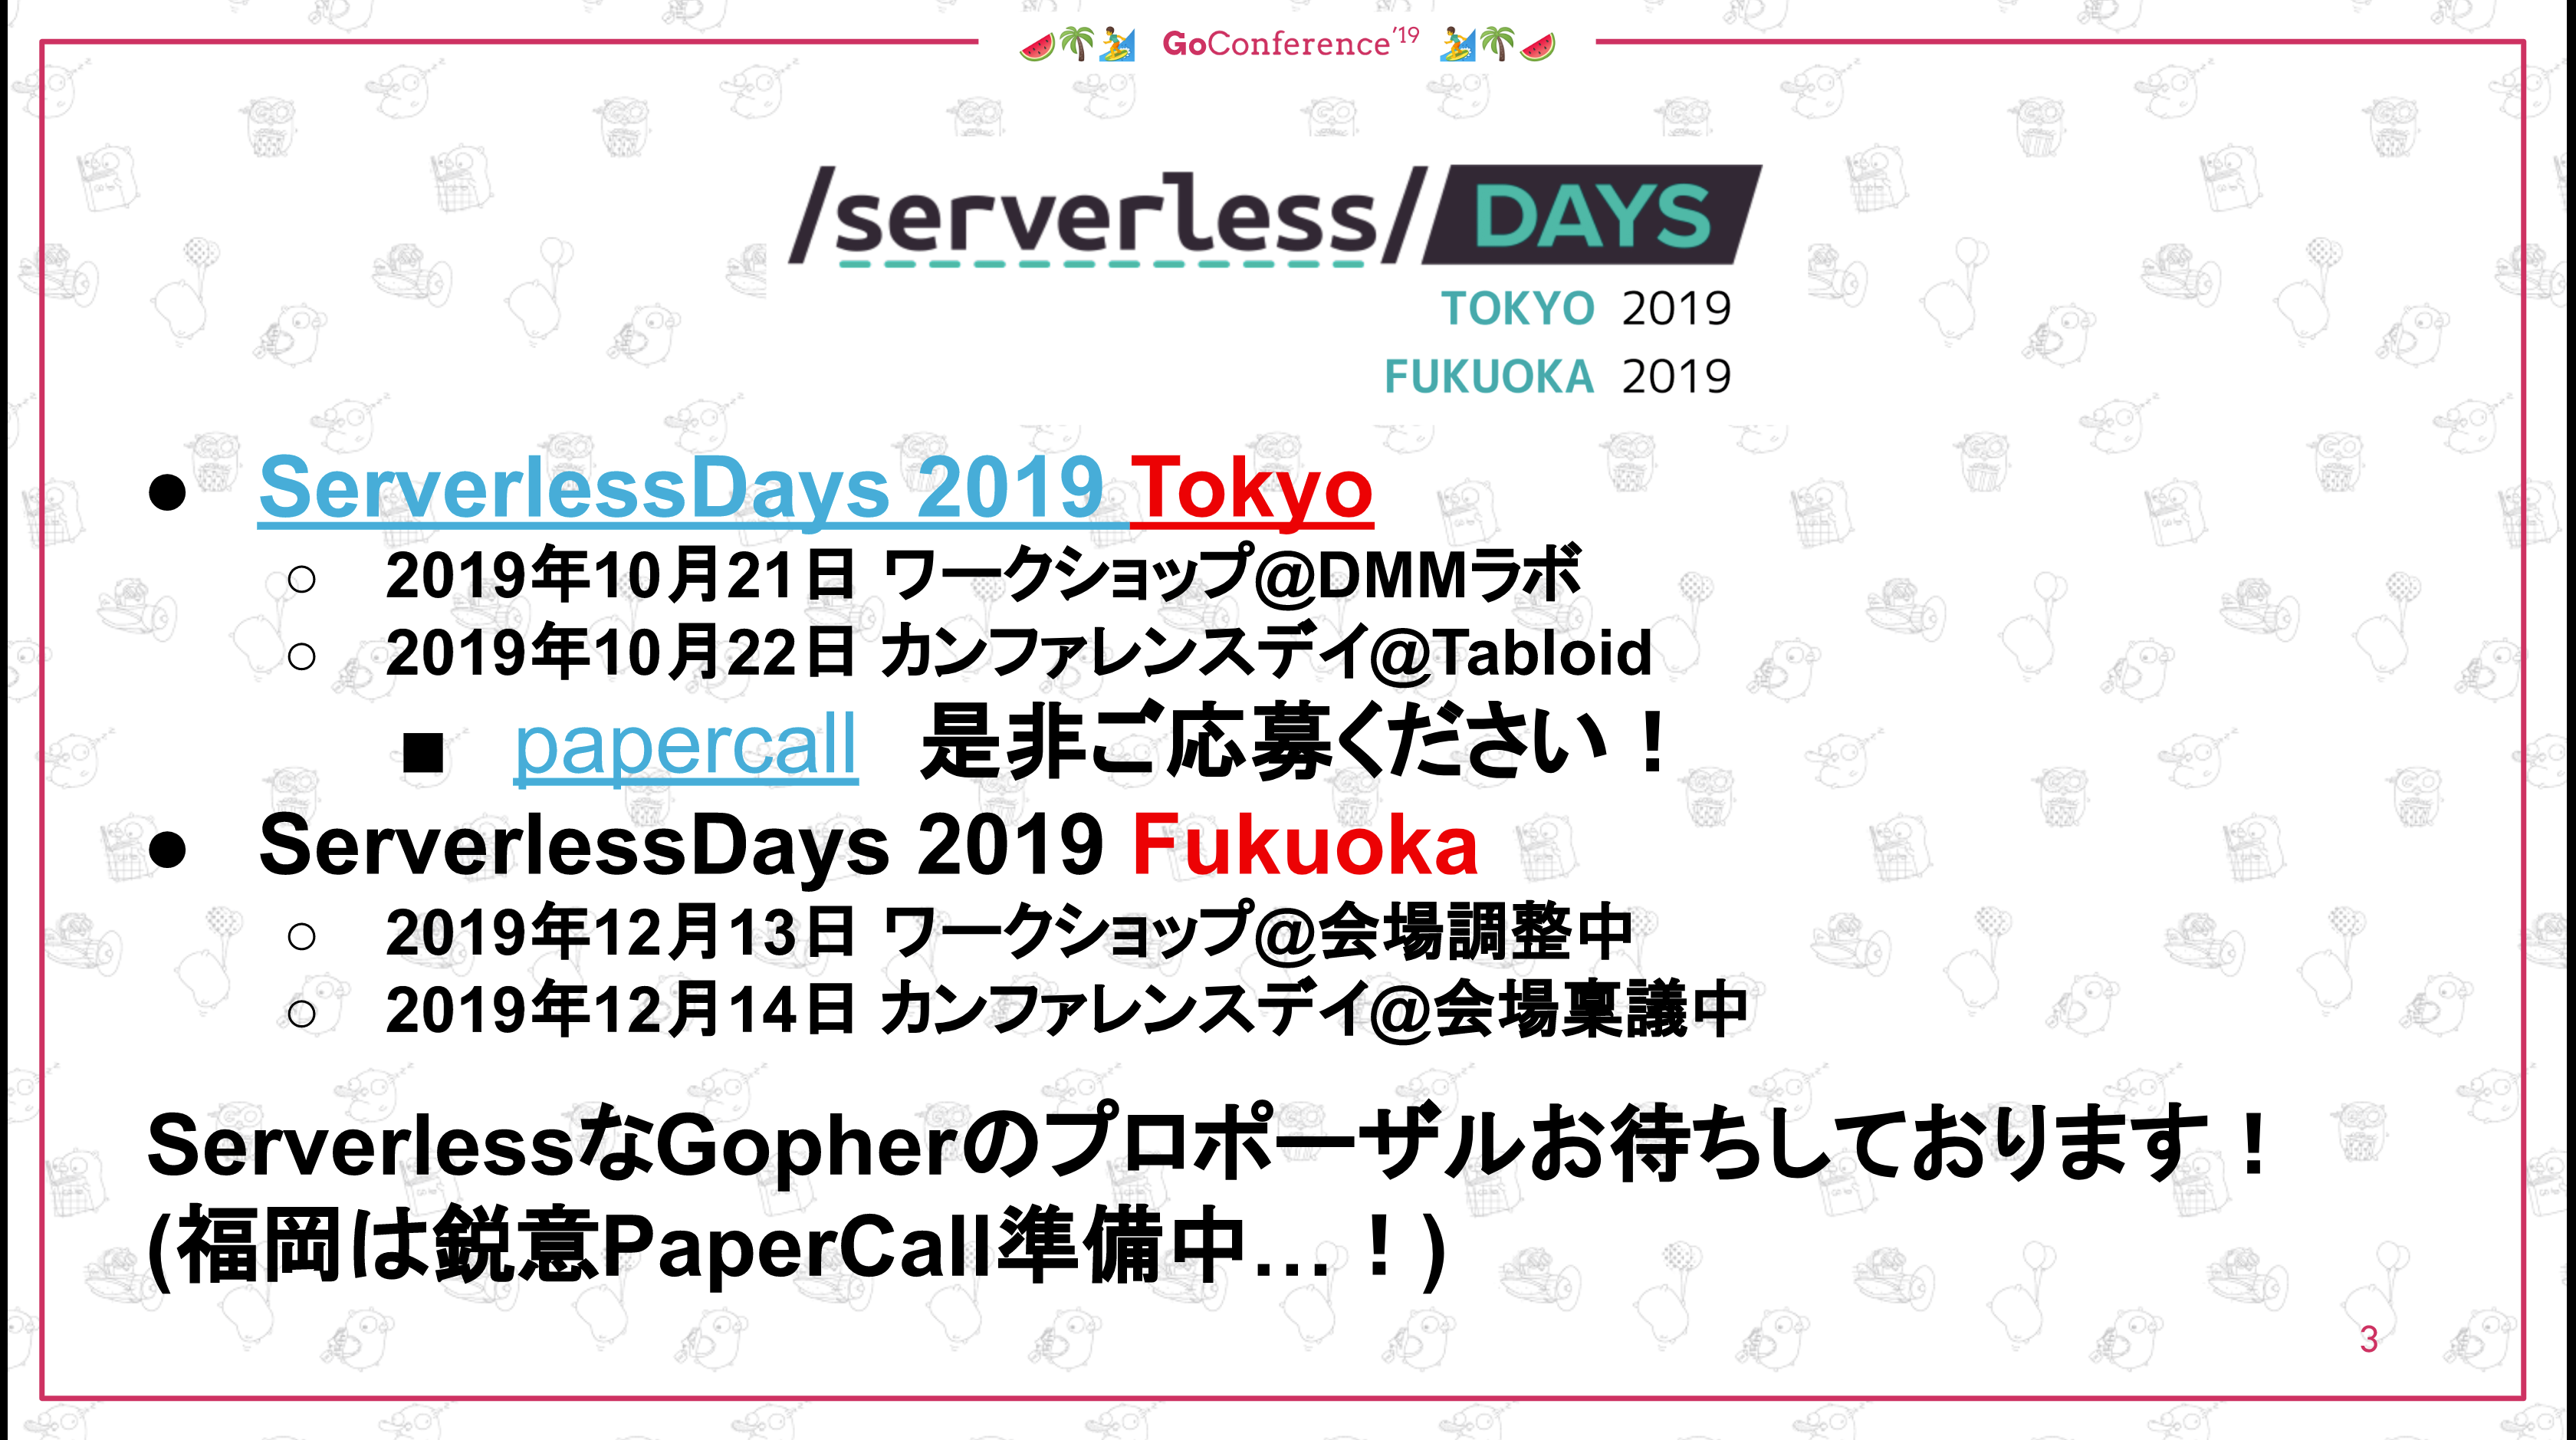 🍉🌴🏄 GoConference'19 🏄🌴🍉
/serverless/ DAYS
TOKYO 2019
FUKUOKA 2019
● ServerlessDays 2019 Tokyo
○ 2019年10月21日 ワークショップ@DMMラボ
○ 2019年10月22日 カンファレンスデイ@Tabloid
■ papercall 是非ご応募ください！
● ServerlessDays 2019 Fukuoka
○ 2019年12月13日 ワークショップ@会場調整中
○ 2019年12月14日 カンファレンスデイ@会場稟議中
ServerlessなGopherのプロポーザルお待ちしております！
(福岡は鋭意PaperCall準備中…！)
3